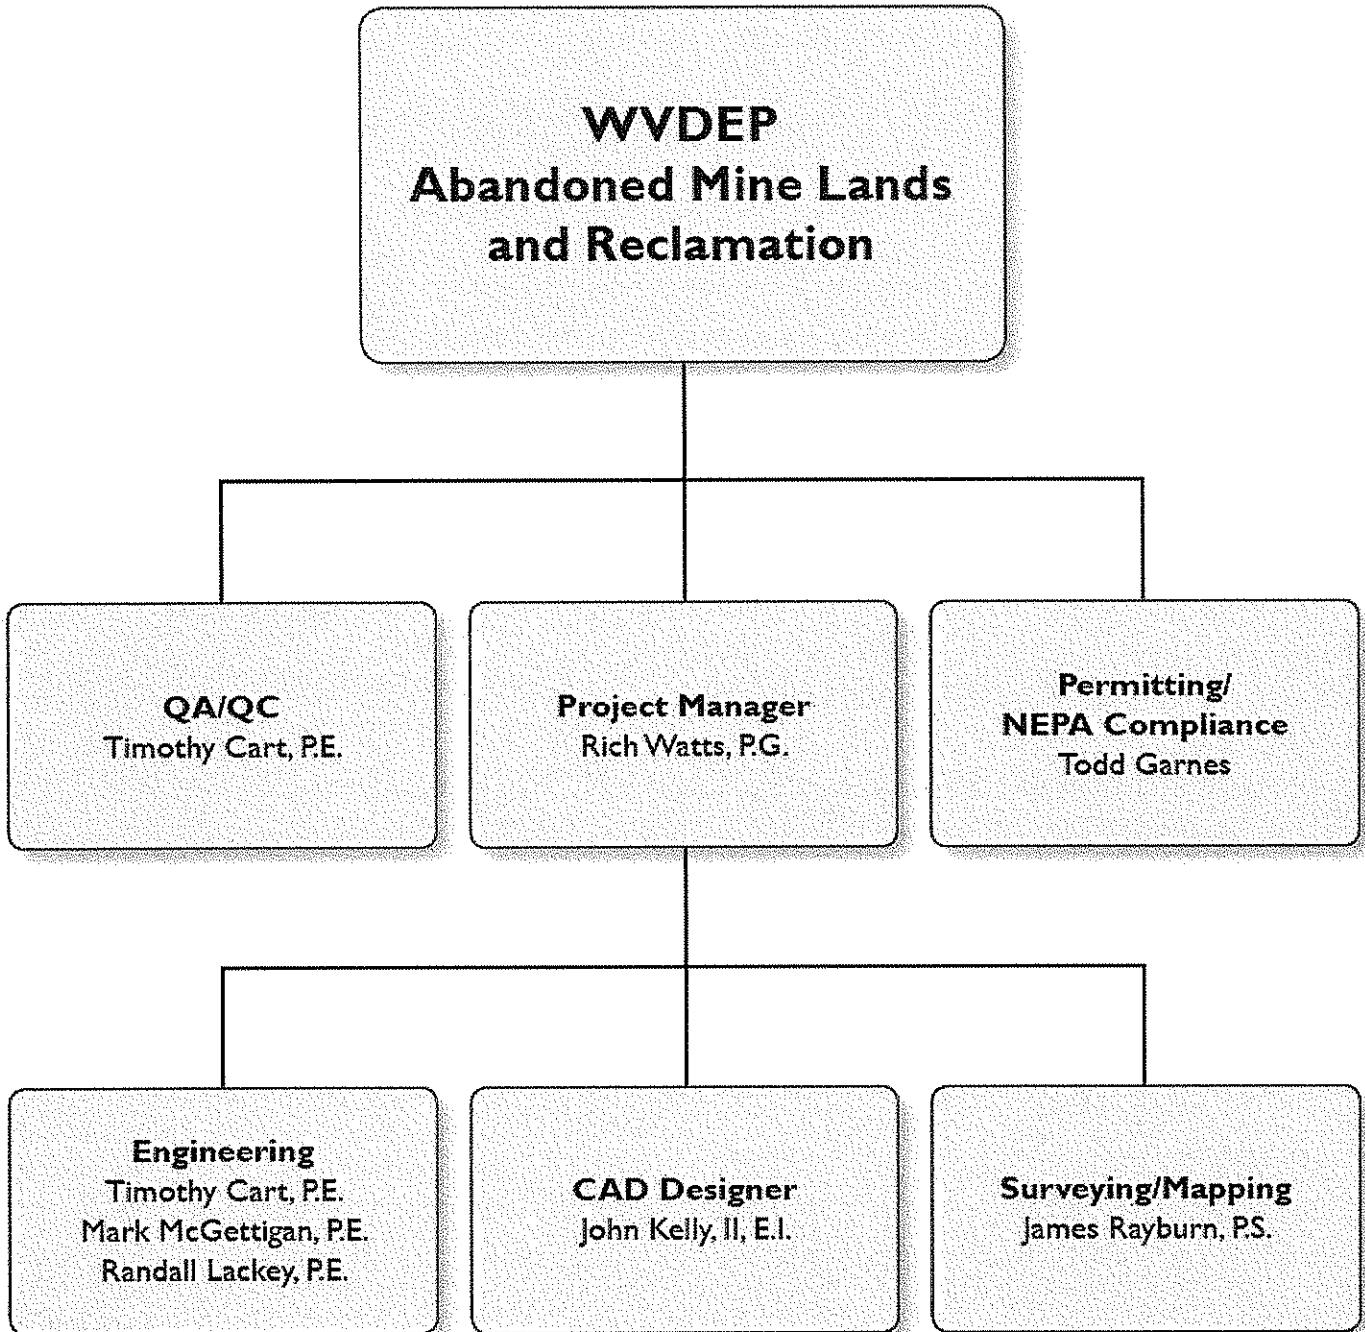 WVDEP
Abandoned Mine Lands
and Reclamation
QA/QC
Timothy Cart, P.E.
Project Manager
Rich Watts, P.G.
Permitting/
NEPA Compliance
Todd Garnes
Engineering
Timothy Cart, P.E.
Mark McGettigan, P.E.
Randall Lackey, P.E.
CAD Designer
John Kelly, II, E.I.
Surveying/Mapping
James Rayburn, P.S.